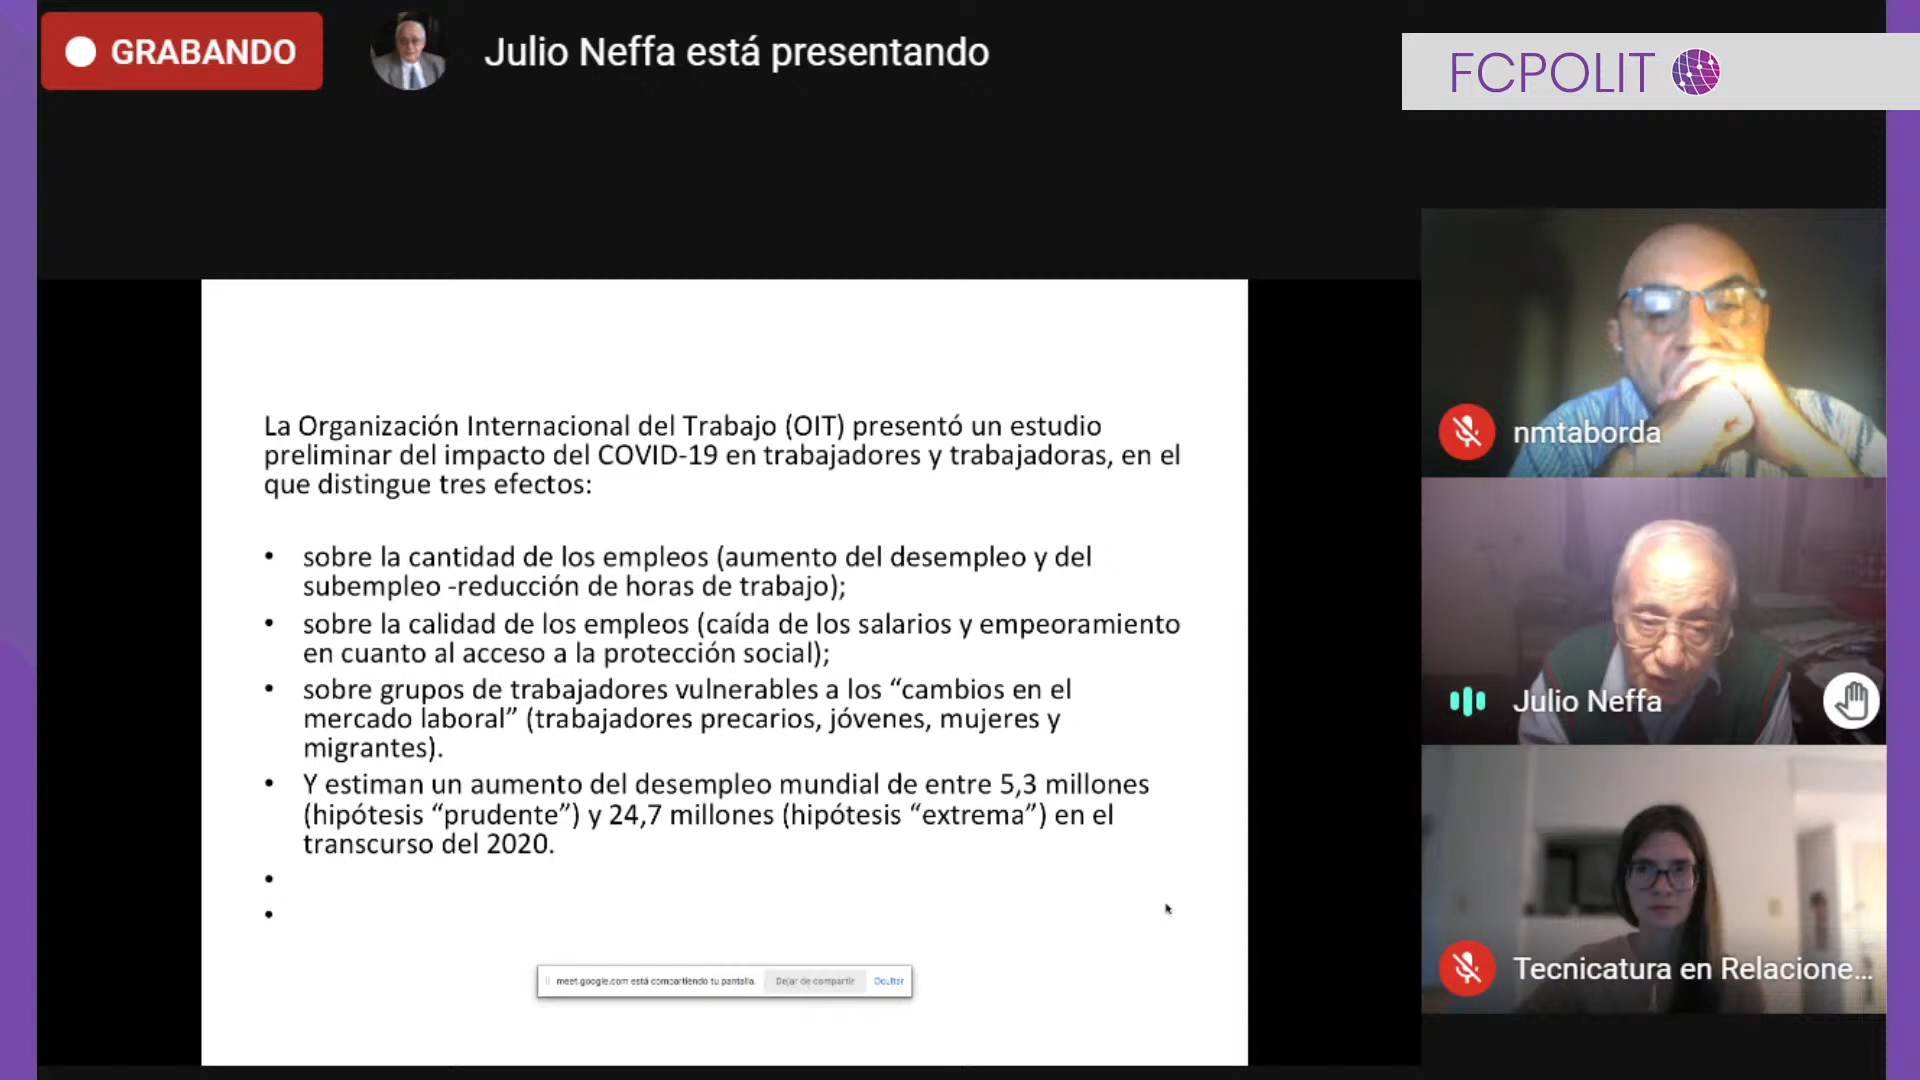 GRABANDO
Julio Neffa está presentando
FCPOLIT
La Organización Internacional del Trabajo (OIT) presentó un estudio
preliminar del impacto del COVID-19 en trabajadores y trabajadoras, en el
que distingue tres efectos:
• sobre la cantidad de los empleos (aumento del desempleo y del
subempleo -reducción de horas de trabajo);
• sobre la calidad de los empleos (caída de los salarios y empeoramiento
en cuanto al acceso a la protección social);
• sobre grupos de trabajadores vulnerables a los “cambios en el
mercado laboral” (trabajadores precarios, jóvenes, mujeres y
migrantes).
• Y estiman un aumento del desempleo mundial de entre 5,3 millones
(hipótesis “prudente”) y 24,7 millones (hipótesis “extrema”) en el
transcurso del 2020.
•
•
meet.google.com está compartiendo tu pantalla. Dejar de compartir Ocultar
nmtaborda
Julio Neffa
Tecnicatura en Relacione...